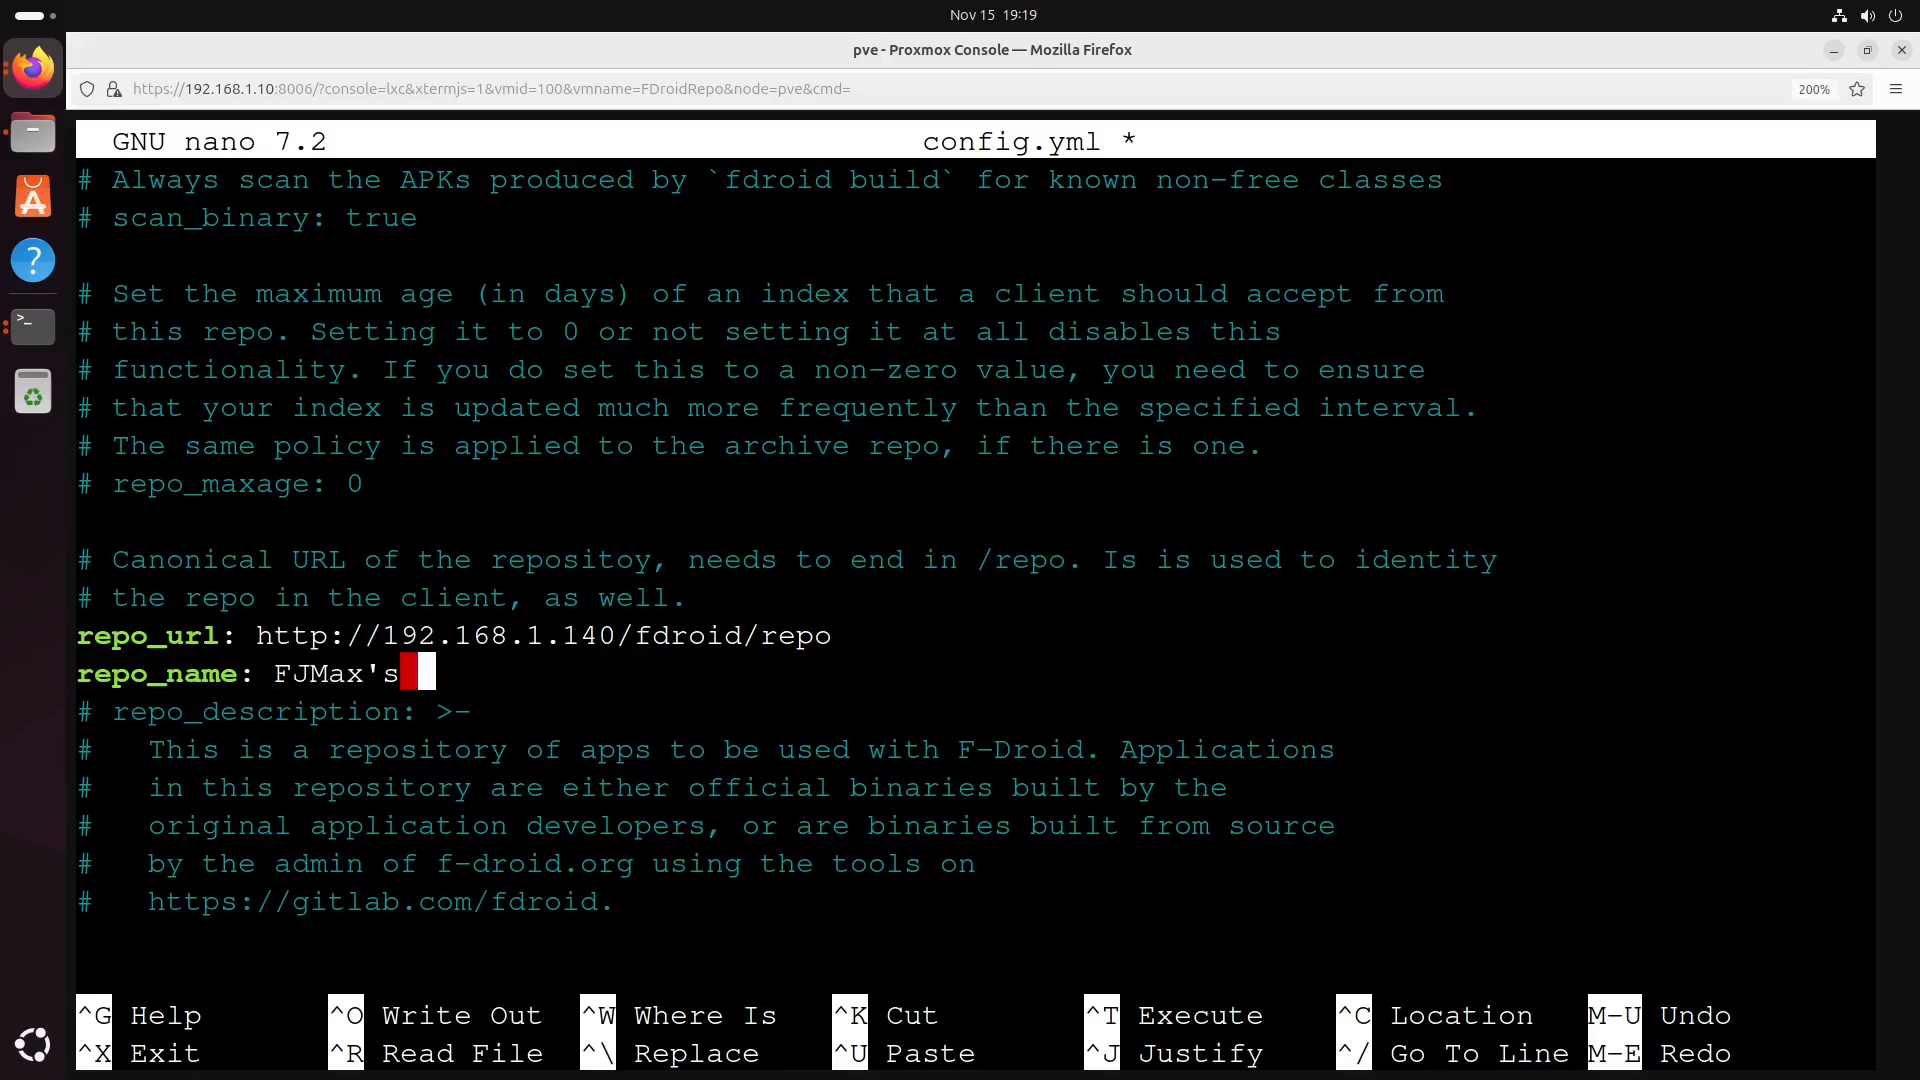 Nov 15 19:19
pve - Proxmox Console — Mozilla Firefox
https://192.168.1.10:8006/?console=lxc&xtermjs=1&vmid=100&vmname=FDroidRepo&node=pve&cmd=
200%
GNU nano 7.2 config.yml *
# Always scan the APKs produced by `fdroid build` for known non-free classes
# scan_binary: true
# Set the maximum age (in days) of an index that a client should accept from
# this repo. Setting it to 0 or not setting it at all disables this
# functionality. If you do set this to a non-zero value, you need to ensure
# that your index is updated much more frequently than the specified interval.
# The same policy is applied to the archive repo, if there is one.
# repo_maxage: 0
# Canonical URL of the repositoy, needs to end in /repo. Is is used to identity
# the repo in the client, as well.
repo_url: http://192.168.1.140/fdroid/repo
repo_name: FJMax's
# repo_description: >-
#   This is a repository of apps to be used with F-Droid. Applications
#   in this repository are either official binaries built by the
#   original application developers, or are binaries built from source
#   by the admin of f-droid.org using the tools on
#   https://gitlab.com/fdroid.
^G Help ^O Write Out ^W Where Is ^K Cut ^T Execute ^C Location M-U Undo
^X Exit ^R Read File ^\ Replace ^U Paste ^J Justify ^/ Go To Line M-E Redo